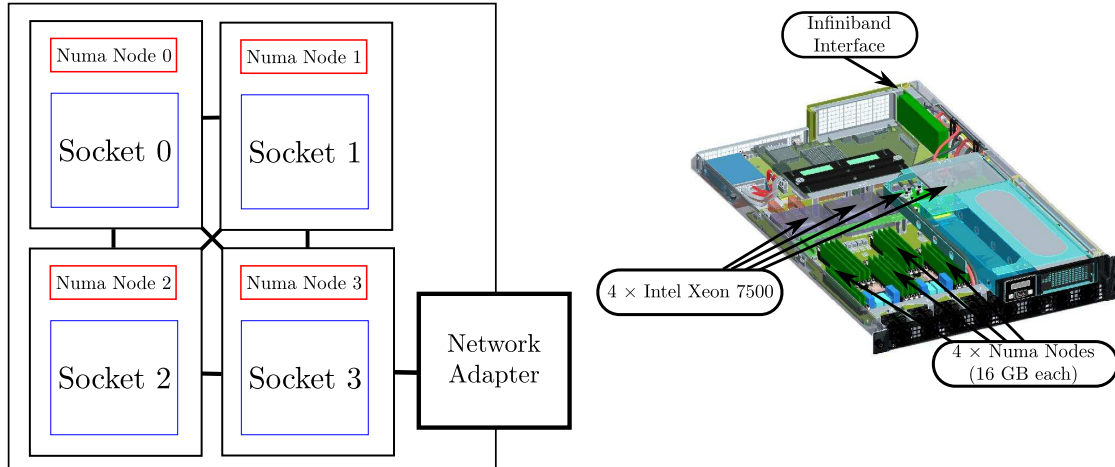 Numa Node 0
Socket 0
Numa Node 1
Socket 1
Numa Node 2
Socket 2
Numa Node 3
Socket 3
Network
Adapter
Infiniband
Interface
4 × Intel Xeon 7500
4 × Numa Nodes
(16 GB each)